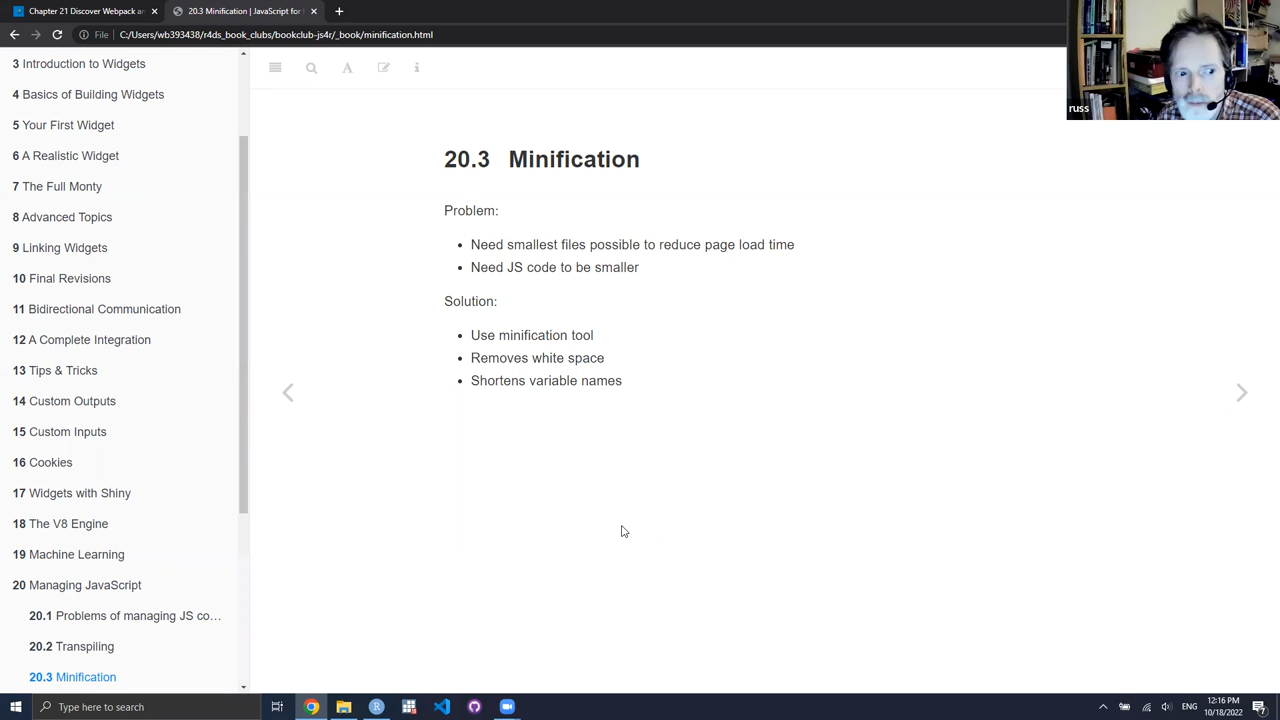 Chapter 21 Discover Webpack a
20.3 Minification | JavaScript for
File
C:/Users/wb393438/r4ds_book_clubs/bookclub-js4r/_book/minification.html
russ
3 Introduction to Widgets
4 Basics of Building Widgets
5 Your First Widget
6 A Realistic Widget
7 The Full Monty
8 Advanced Topics
9 Linking Widgets
10 Final Revisions
11 Bidirectional Communication
12 A Complete Integration
13 Tips & Tricks
14 Custom Outputs
15 Custom Inputs
16 Cookies
17 Widgets with Shiny
18 The V8 Engine
19 Machine Learning
20 Managing JavaScript
20.1 Problems of managing JS co…
20.2 Transpiling
20.3 Minification
20.3 Minification
Problem:
• Need smallest files possible to reduce page load time
• Need JS code to be smaller
Solution:
• Use minification tool
• Removes white space
• Shortens variable names
Type here to search
ENG
12:16 PM
10/18/2022
7